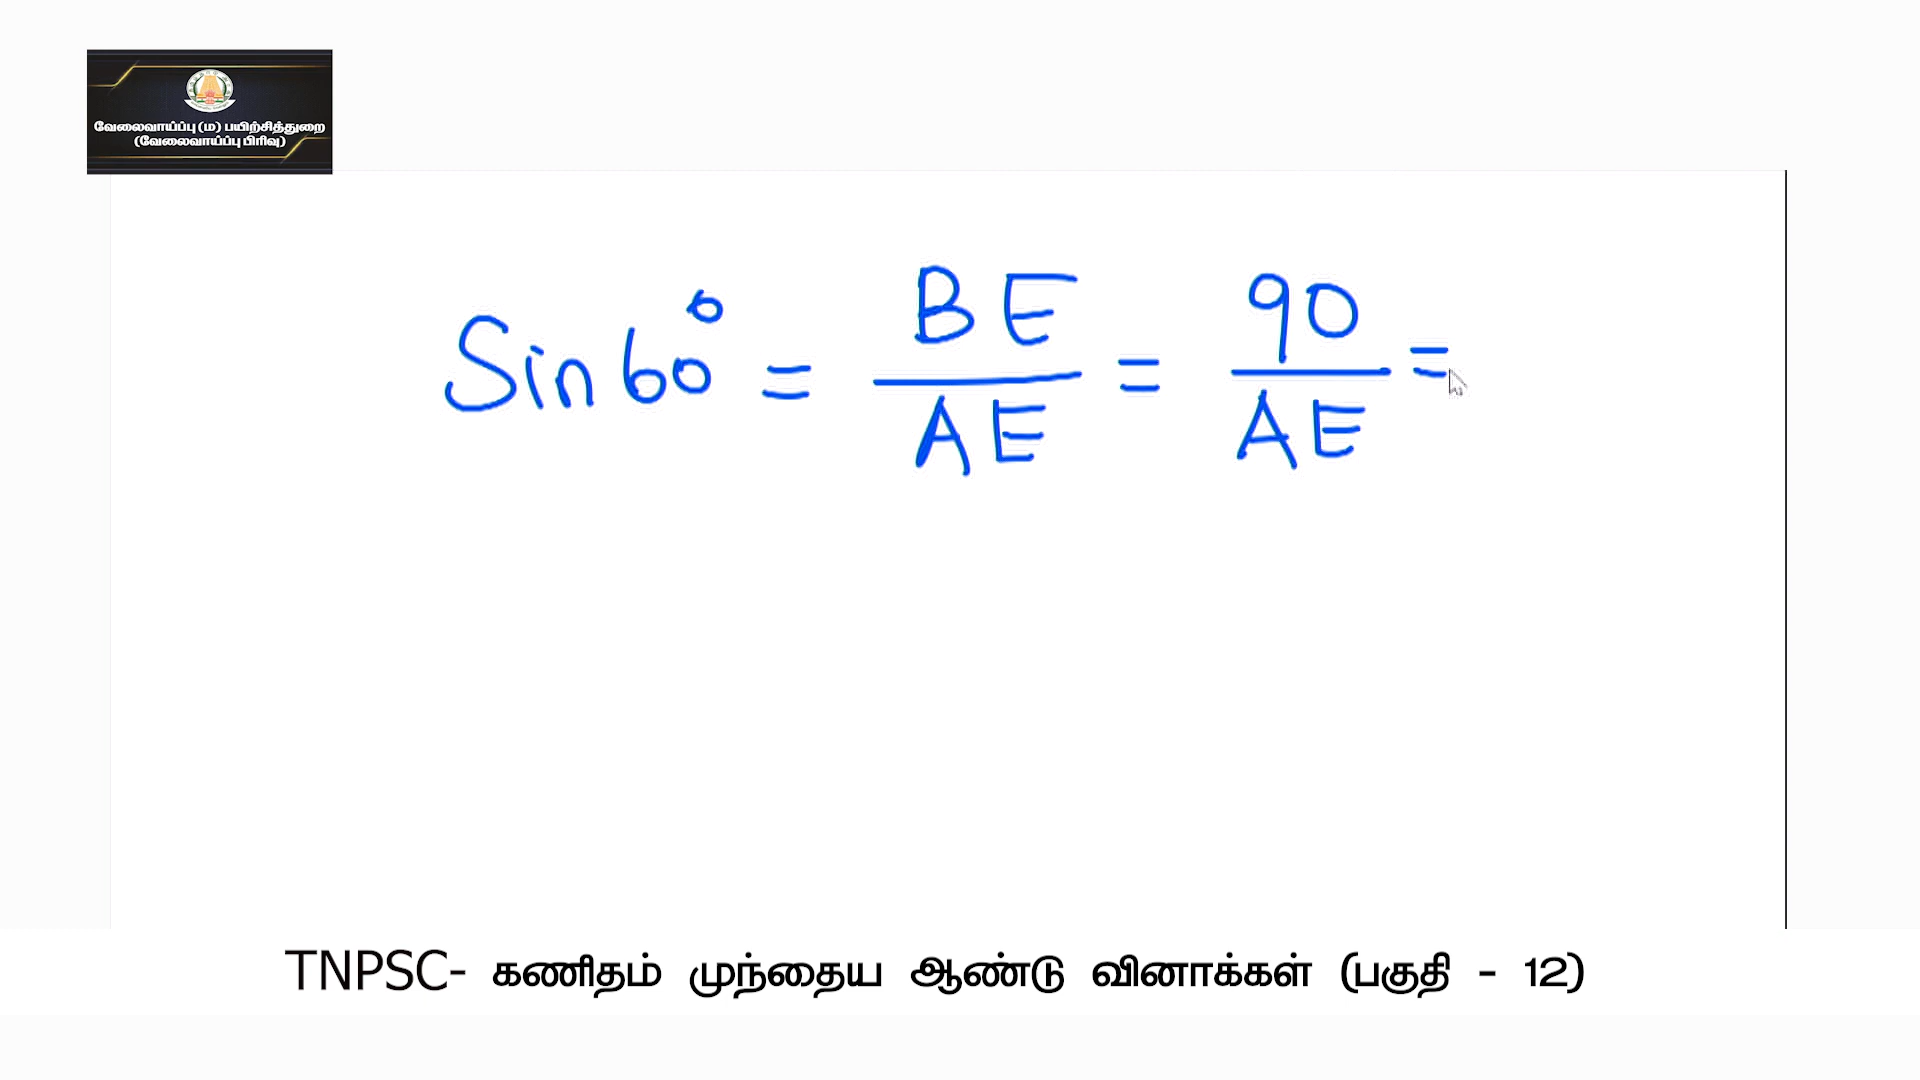 வேலைவாய்ப்பு (ம) பயிற்சித்துறை
(வேலைவாய்ப்பு பிரிவு)
Sin 60° = BE/AE = 90/AE =
TNPSC- கணிதம் முந்தைய ஆண்டு வினாக்கள் (பகுதி - 12)